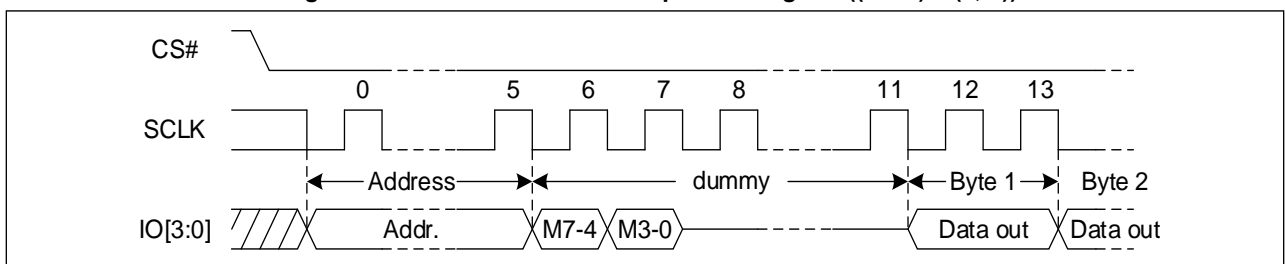 CS#
0 5 6 7 8 11 12 13
SCLK
Address dummy Byte 1 Byte 2
IO[3:0] Addr. M7-4 M3-0 Data out Data out